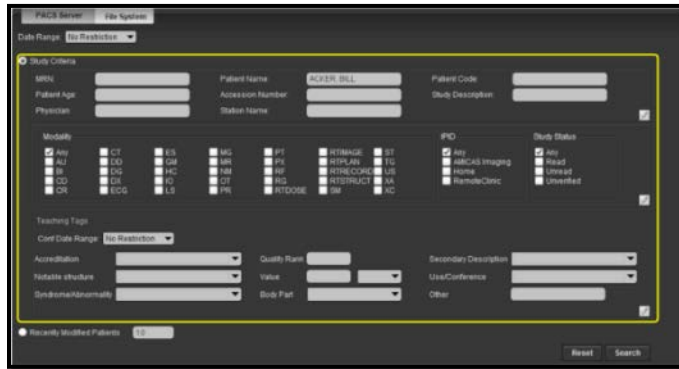 PACS Server File System
Date Range: No Restriction
Study Criteria
MRN: Patient Name: ACKER, BILL Patient Code:
Patient Age: Accession Number: Study Description:
Physician: Station Name:
Modality IPID Study Status
Any CT ES MG PT RTIMAGE ST Any Any
AU DD GM MR PX RTPLAN TG AMICAS Imaging Read
BI DG HC NM RF RTRECORD US Home Unread
CD DX IO OT RG RTSTRUCT XA RemoteClinic Unverified
CR ECG LS PR RTDOSE SM XC
Teaching Tags
Conf Date Range: No Restriction
Accreditation Quality Rank Secondary Description
Notable structure Value Use/Conference
Syndrome/Abnormality Body Part Other
Recently Modified Patients 10
Reset Search